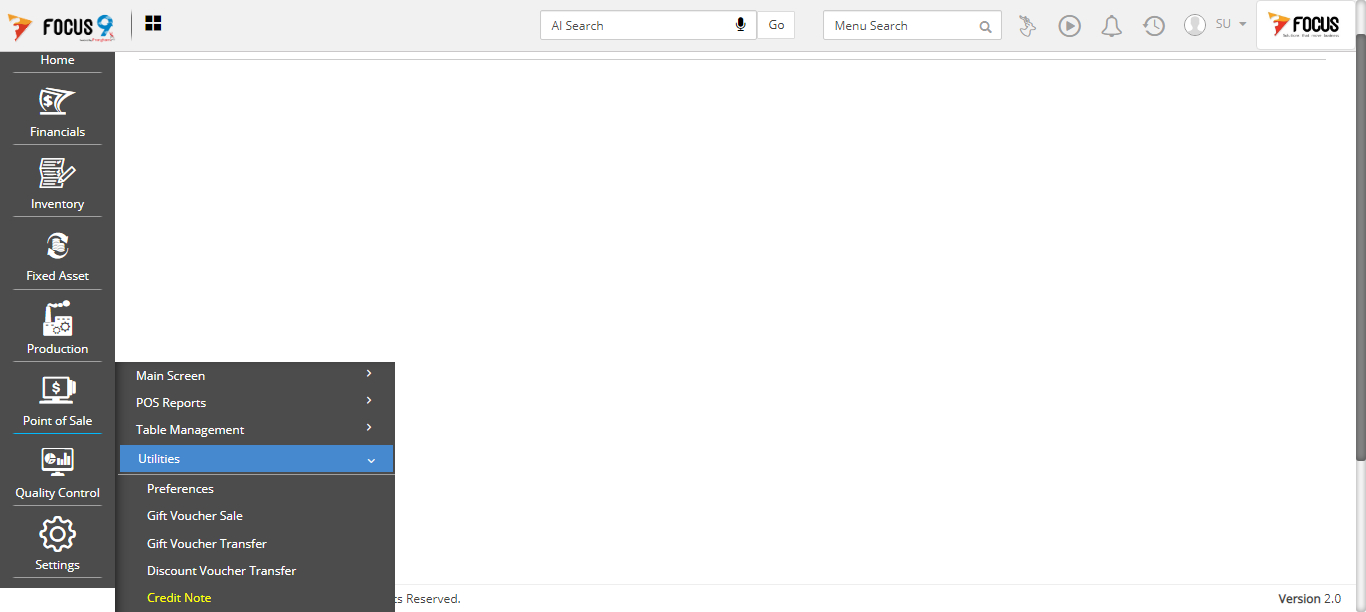 FOCUS 9
AI Search
Go
Menu Search
SU
FOCUS
Home
Financials
Inventory
Fixed Asset
Production
Point of Sale
Quality Control
Settings
Main Screen
POS Reports
Table Management
Utilities
Preferences
Gift Voucher Sale
Gift Voucher Transfer
Discount Voucher Transfer
Credit Note
ts Reserved.
Version 2.0